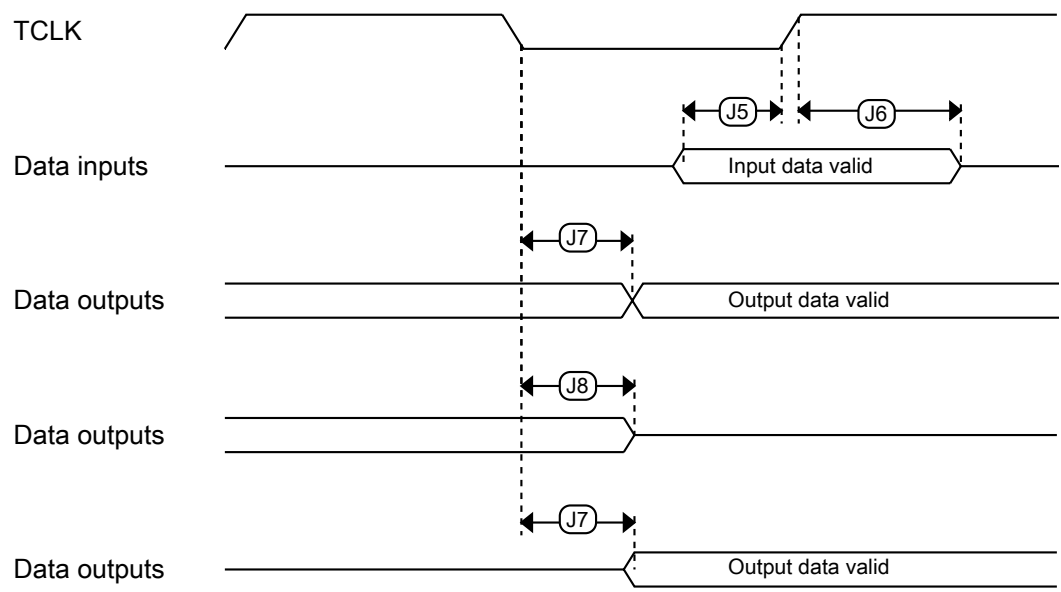 TCLK
J5
J6
Data inputs
Input data valid
J7
Data outputs
Output data valid
J8
Data outputs
J7
Data outputs
Output data valid